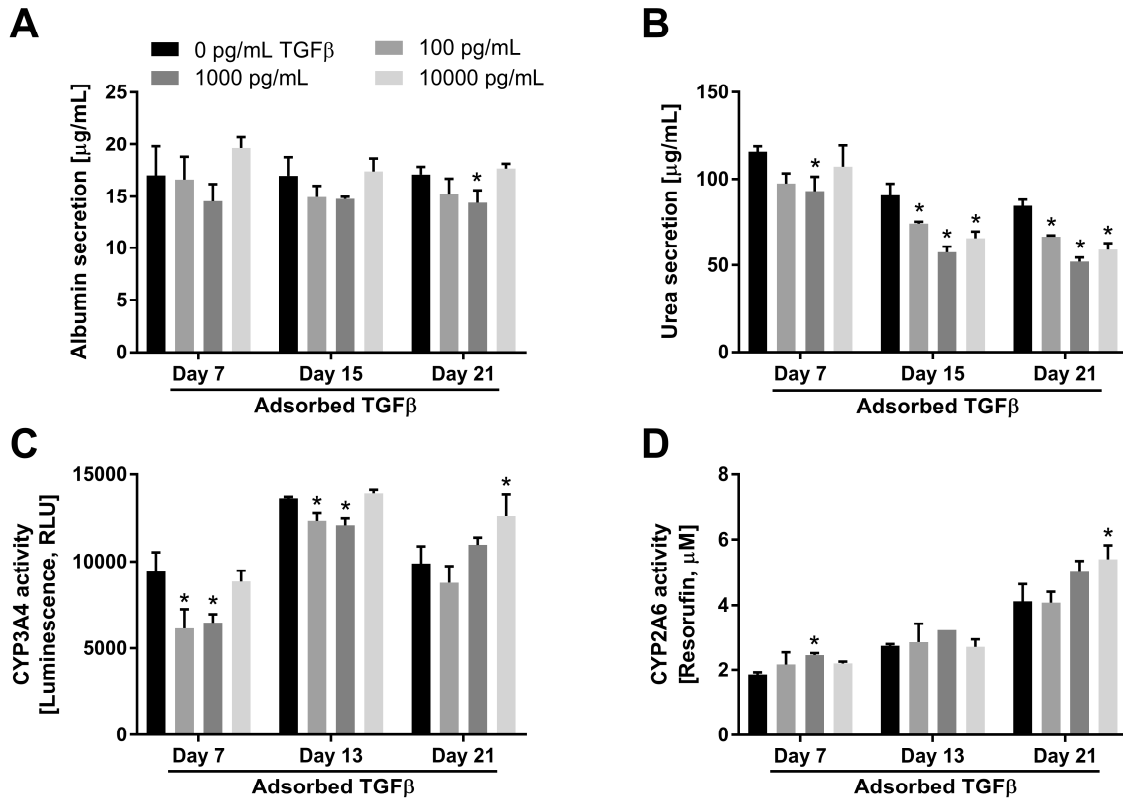 A
0 pg/mL TGFβ
100 pg/mL
1000 pg/mL
10000 pg/mL
Albumin secretion [µg/mL]
25
20
15
10
5
0
*
Day 7
Day 15
Day 21
Adsorbed TGFβ
B
Urea secretion [µg/mL]
150
100
50
0
*
* * *
* * *
Day 7
Day 15
Day 21
Adsorbed TGFβ
C
CYP3A4 activity
[Luminescence, RLU]
15000
10000
5000
0
* *
* *
*
Day 7
Day 13
Day 21
Adsorbed TGFβ
D
CYP2A6 activity
[Resorufin, µM]
8
6
4
2
0
*
*
Day 7
Day 13
Day 21
Adsorbed TGFβ